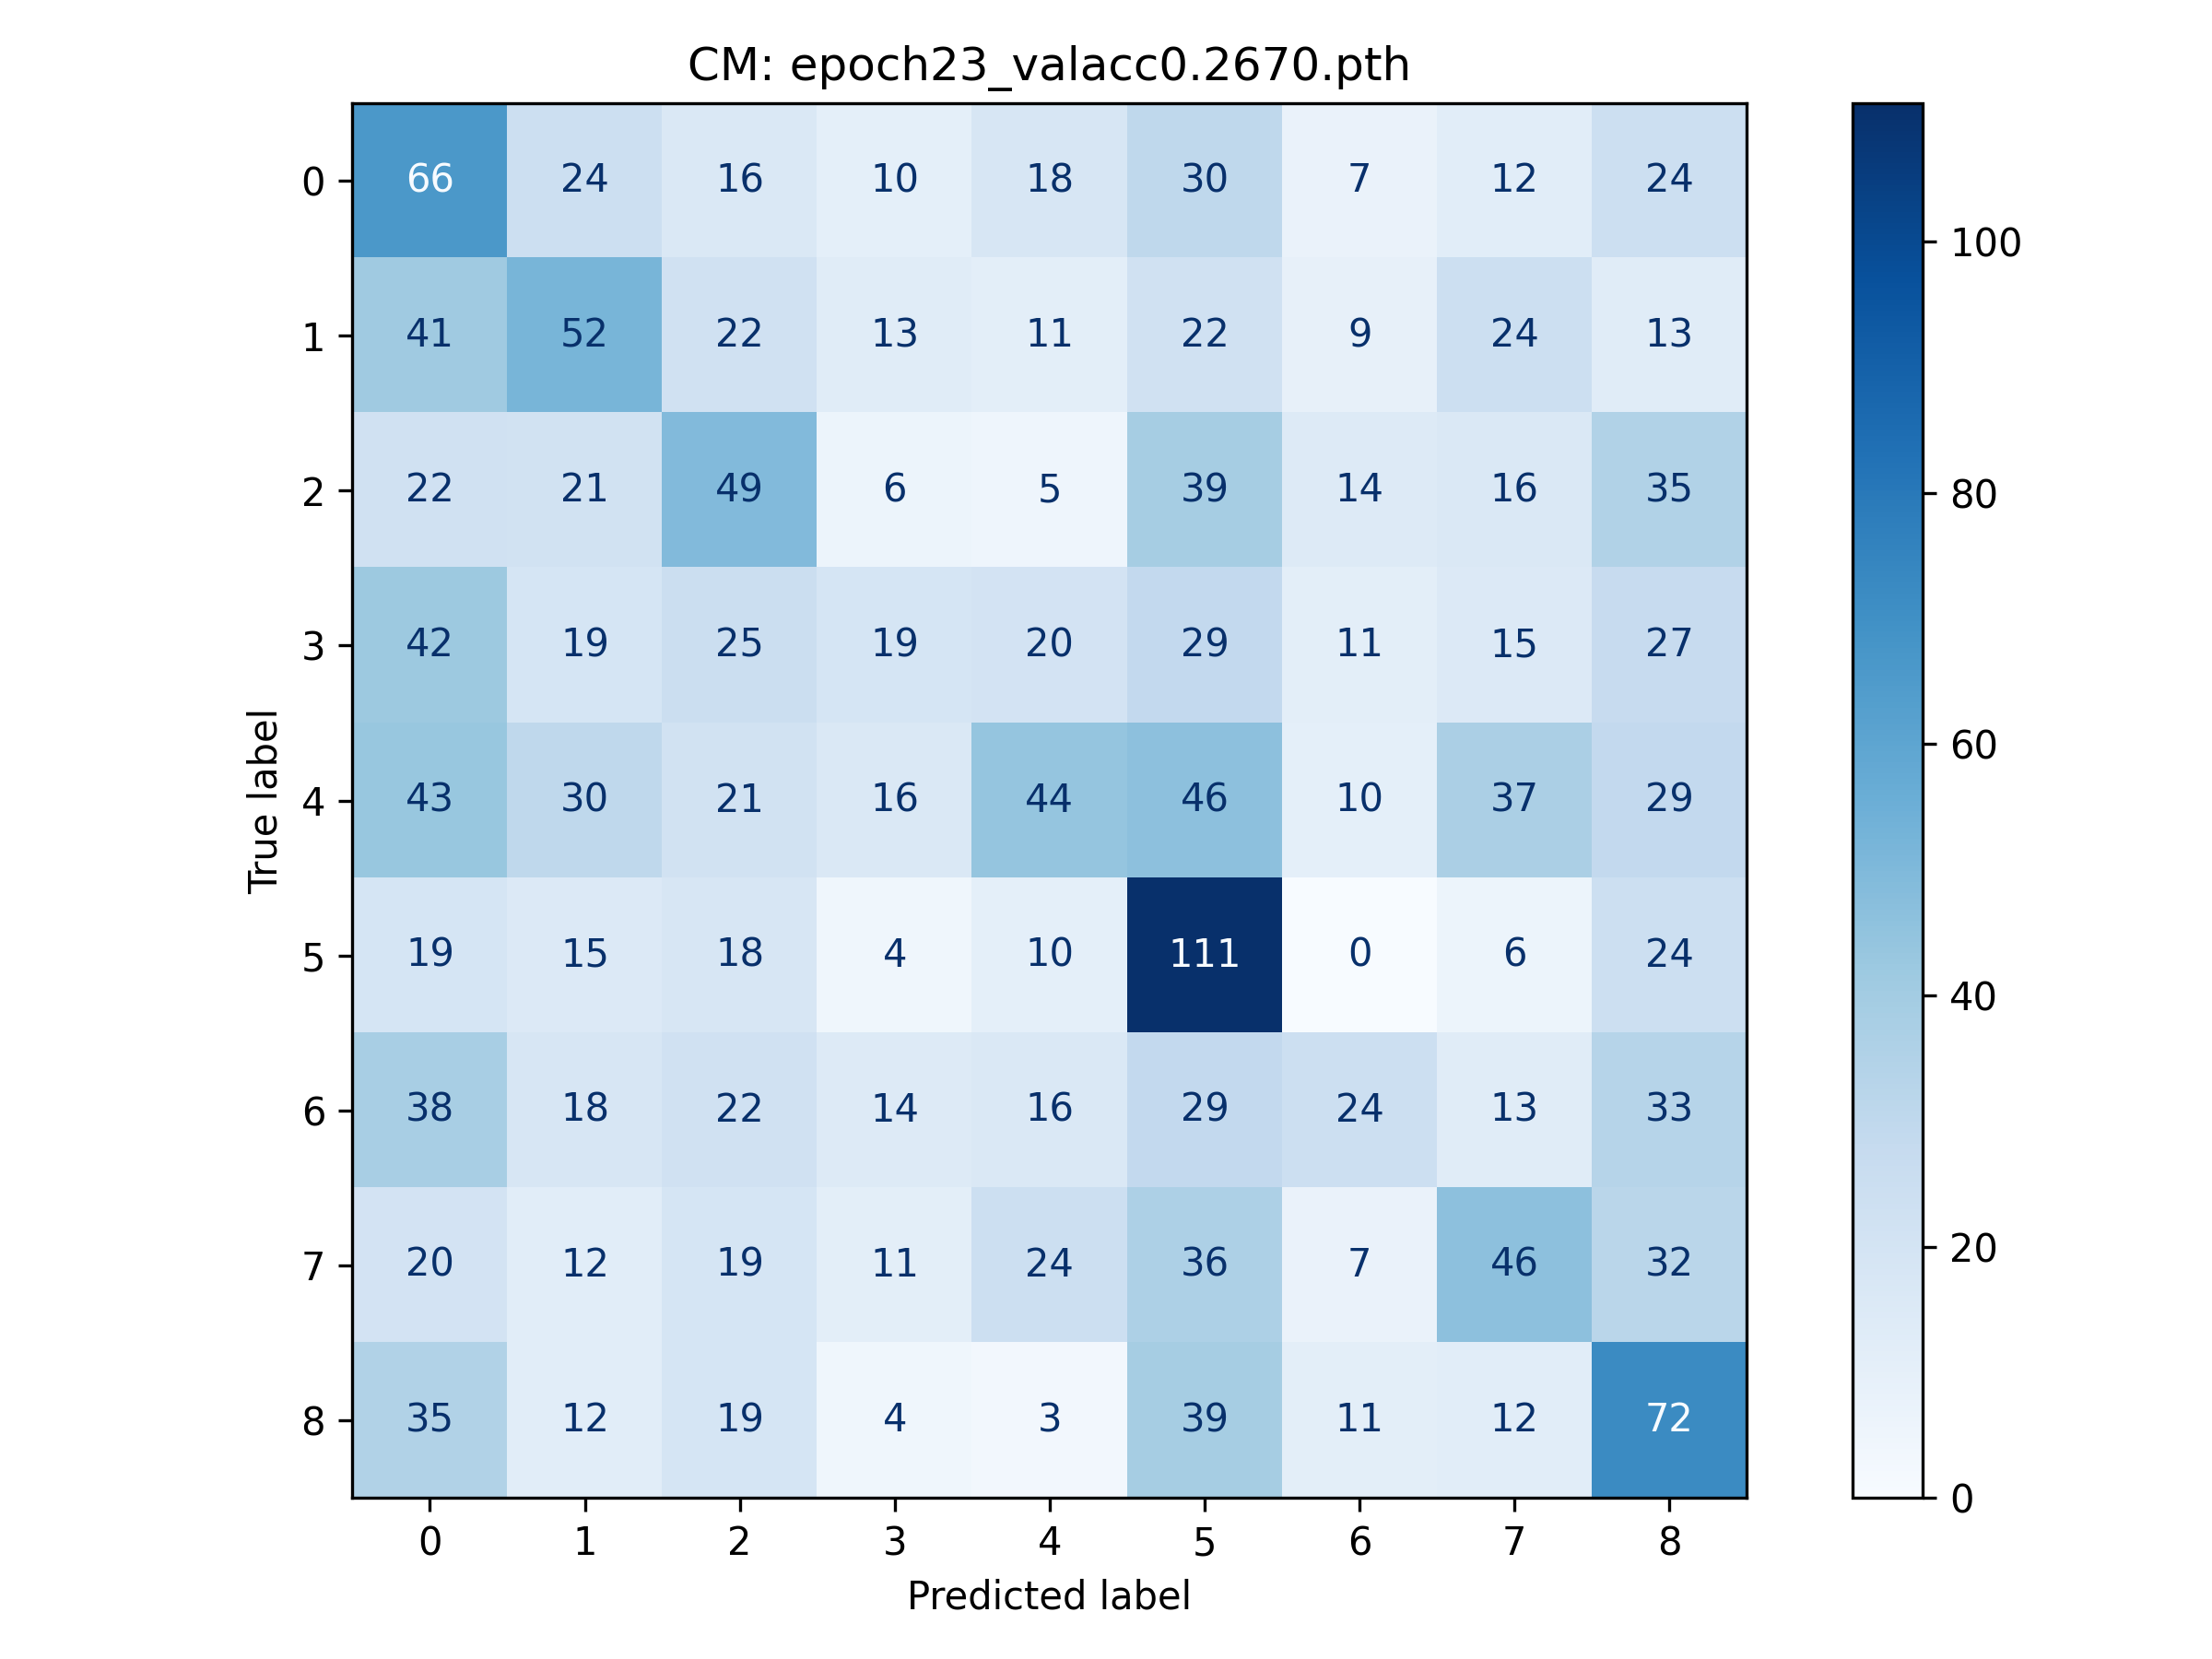 CM: epoch23_valacc0.2670.pth
0 66 24 16 10 18 30 7 12 24
1 41 52 22 13 11 22 9 24 13
2 22 21 49 6 5 39 14 16 35
3 42 19 25 19 20 29 11 15 27
4 43 30 21 16 44 46 10 37 29
5 19 15 18 4 10 111 0 6 24
6 38 18 22 14 16 29 24 13 33
7 20 12 19 11 24 36 7 46 32
8 35 12 19 4 3 39 11 12 72
0 1 2 3 4 5 6 7 8
Predicted label
True label
100
80
60
40
20
0